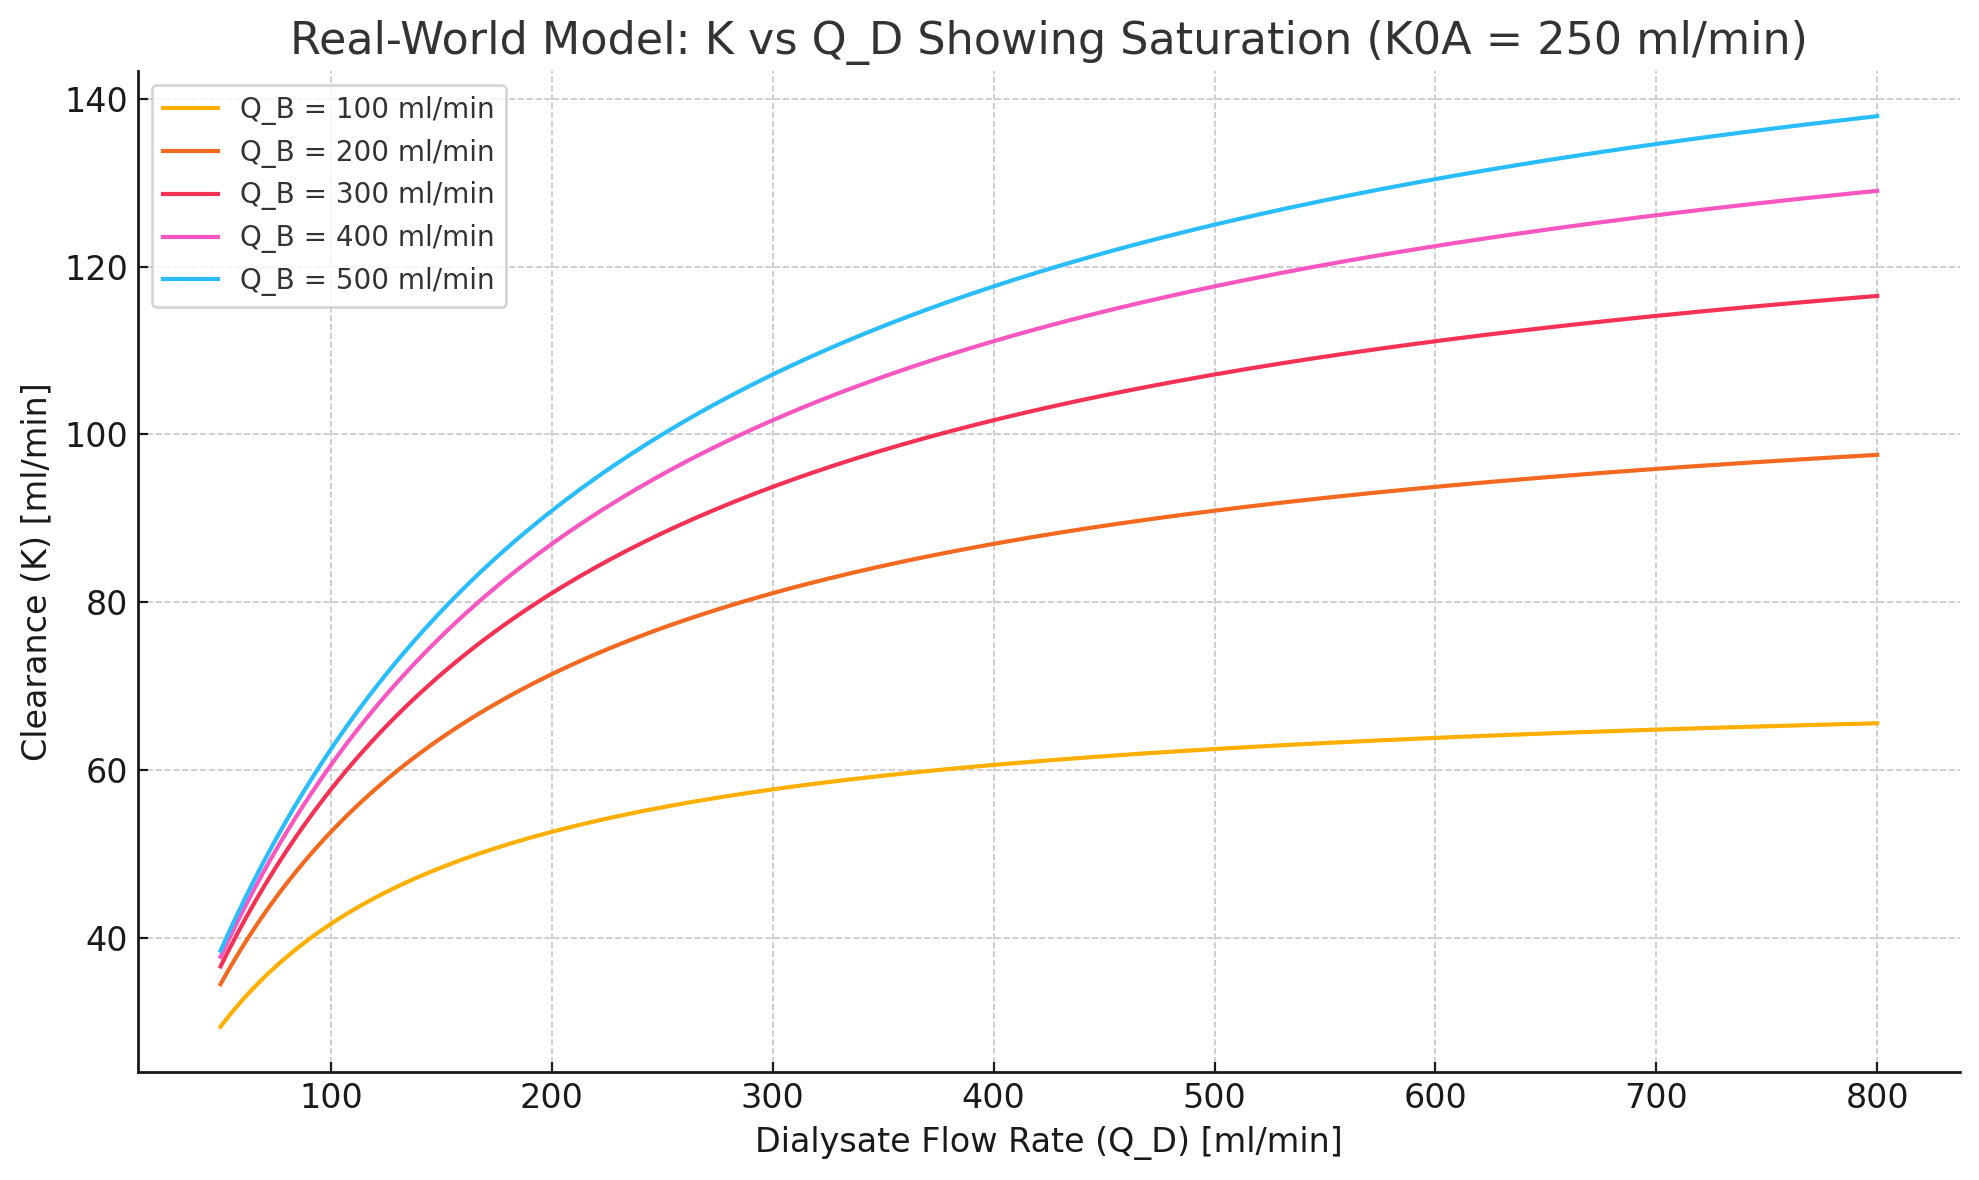 Real-World Model: K vs Q_D Showing Saturation (K0A = 250 ml/min)
Q_B = 100 ml/min
Q_B = 200 ml/min
Q_B = 300 ml/min
Q_B = 400 ml/min
Q_B = 500 ml/min
Clearance (K) [ml/min]
140
120
100
80
60
40
100 200 300 400 500 600 700 800
Dialysate Flow Rate (Q_D) [ml/min]